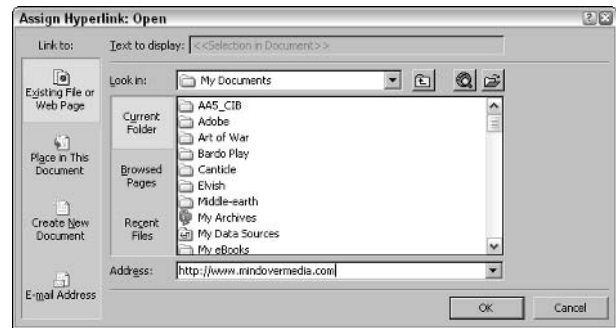 Assign Hyperlink: Open
Link to:
Text to display: <<Selection in Document>>
Existing File or
Web Page
Place in This
Document
Create New
Document
E-mail Address
Look in: My Documents
Current
Folder
Browsed
Pages
Recent
Files
AA5_CIB
Adobe
Art of War
Bardo Play
Canticle
Elvish
Middle-earth
My Archives
My Data Sources
My eBooks
Address: http://www.mindovermedia.com
OK Cancel